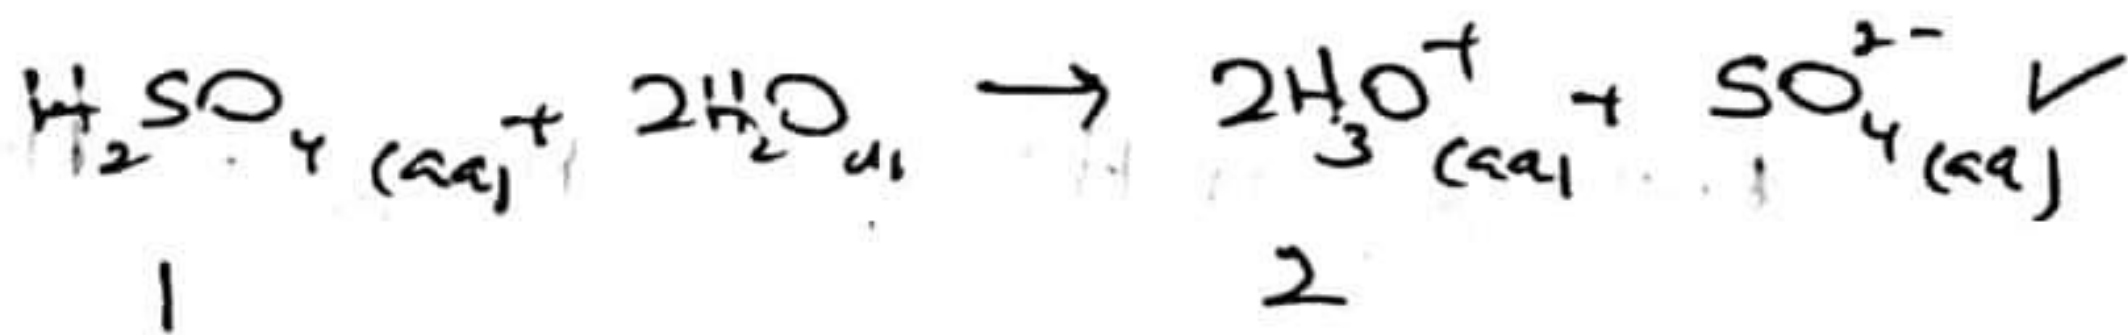 H₂SO₄(aq) + 2H₂O(l) → 2H₃O⁺(aq) + SO₄²⁻(aq) ✓
1 2